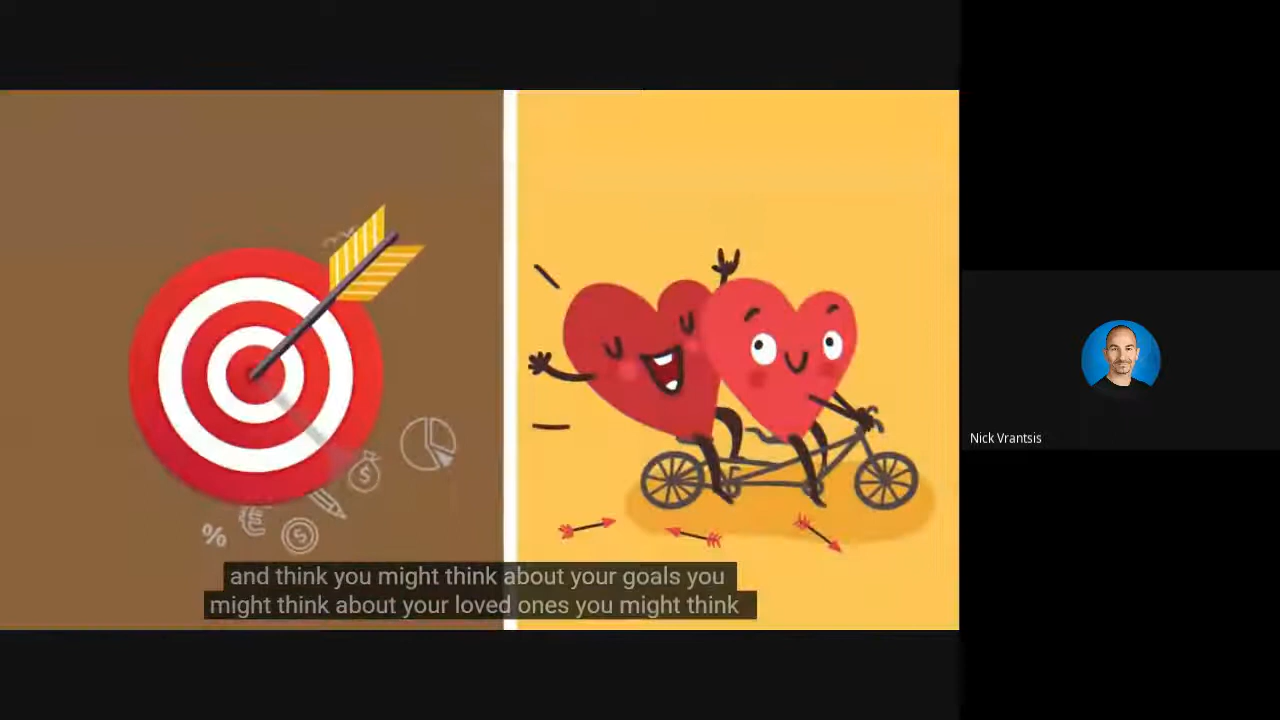 %
€
$
$
and think you might think about your goals you
might think about your loved ones you might think
Nick Vrantsis